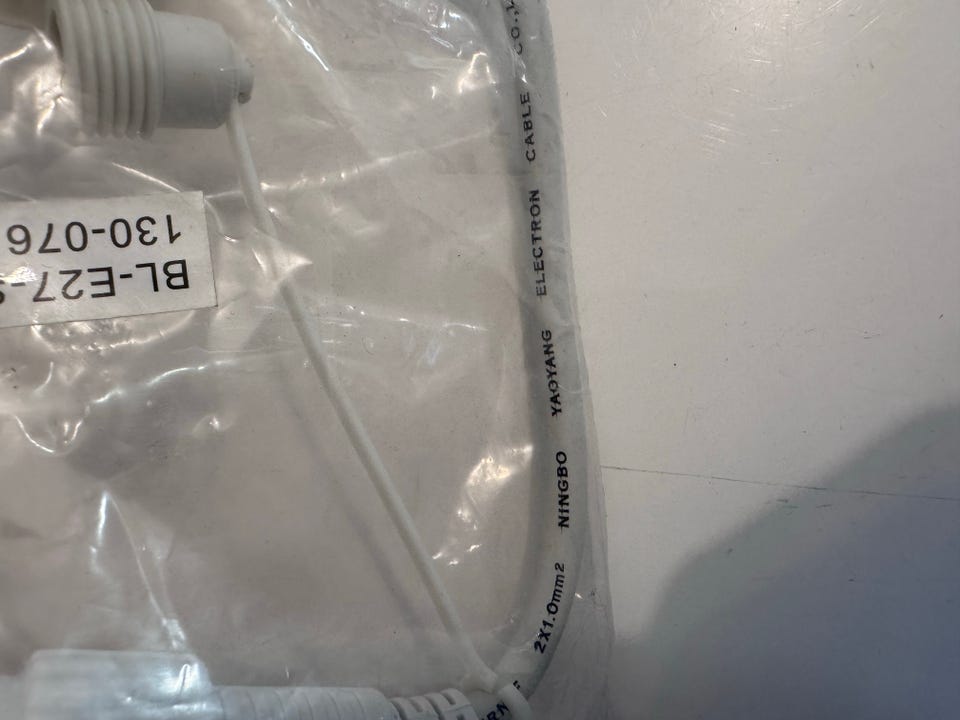 BL-E27-
130-076
2X1.0mm2 NINGBO YAOYANG ELECTRON CABLE CO.,